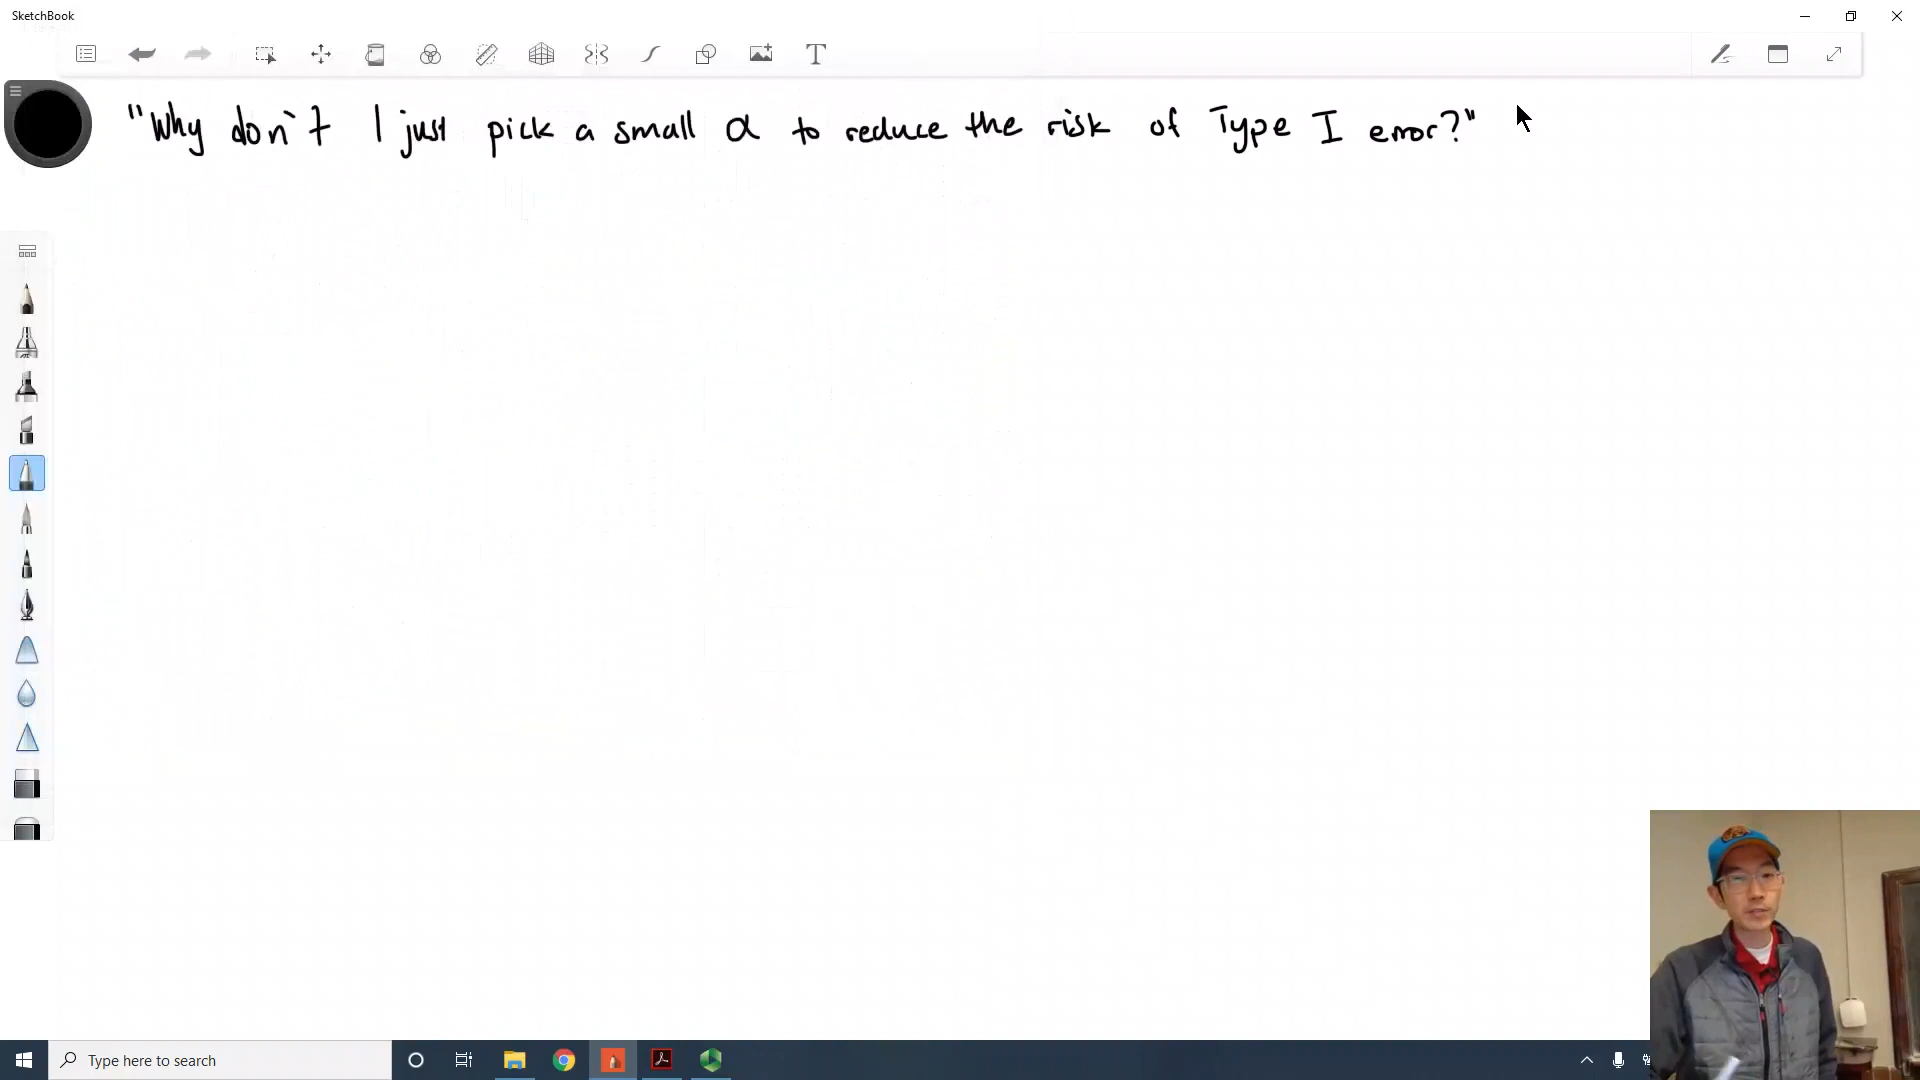 SketchBook
"Why don't I just pick a small α to reduce the risk of Type I error?"
Type here to search